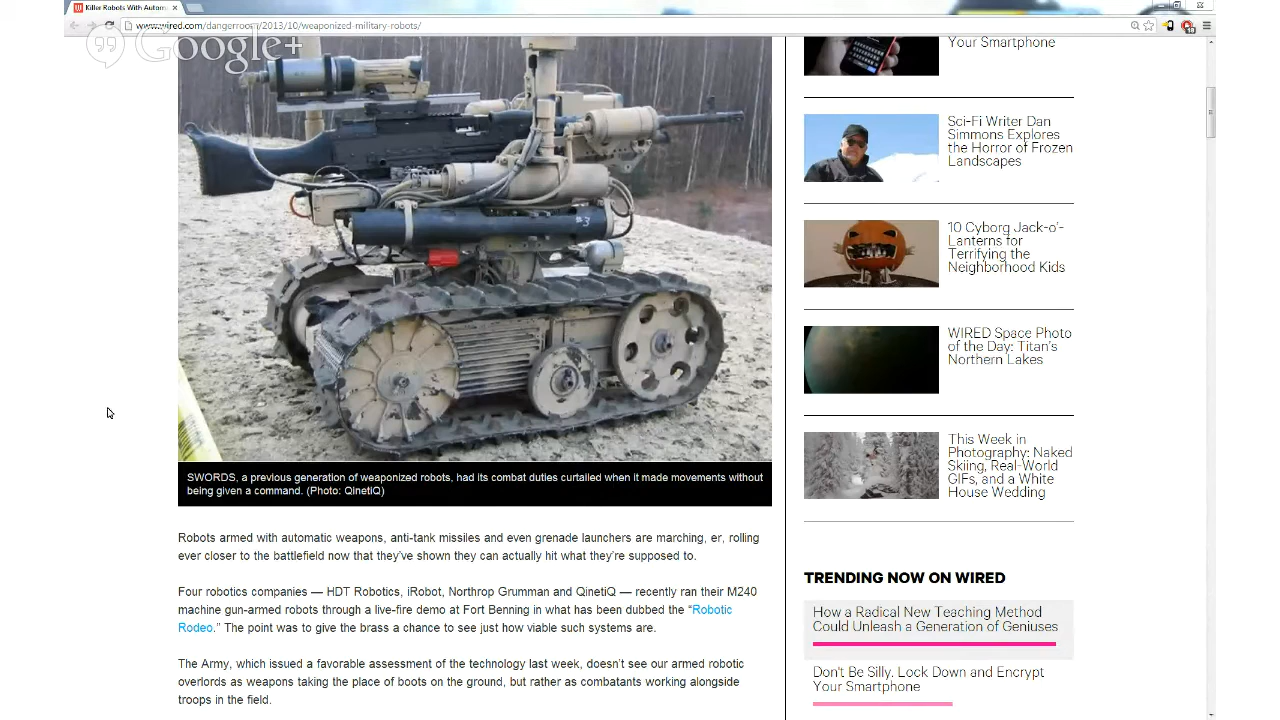 Killer Robots With Autom
www.wired.com/dangerroom/2013/10/weaponized-military-robots/
Google+
#3
SWORDS, a previous generation of weaponized robots, had its combat duties curtailed when it made movements without
being given a command. (Photo: QinetiQ)
Robots armed with automatic weapons, anti-tank missiles and even grenade launchers are marching, er, rolling
ever closer to the battlefield now that they've shown they can actually hit what they're supposed to.
Four robotics companies — HDT Robotics, iRobot, Northrop Grumman and QinetiQ — recently ran their M240
machine gun-armed robots through a live-fire demo at Fort Benning in what has been dubbed the “Robotic
Rodeo.” The point was to give the brass a chance to see just how viable such systems are.
The Army, which issued a favorable assessment of the technology last week, doesn't see our armed robotic
overlords as weapons taking the place of boots on the ground, but rather as combatants working alongside
troops in the field.
Your Smartphone
Sci-Fi Writer Dan
Simmons Explores
the Horror of Frozen
Landscapes
10 Cyborg Jack-o'-
Lanterns for
Terrifying the
Neighborhood Kids
WIRED Space Photo
of the Day: Titan's
Northern Lakes
This Week in
Photography: Naked
Skiing, Real-World
GIFs, and a White
House Wedding
TRENDING NOW ON WIRED
How a Radical New Teaching Method
Could Unleash a Generation of Geniuses
Don't Be Silly. Lock Down and Encrypt
Your Smartphone